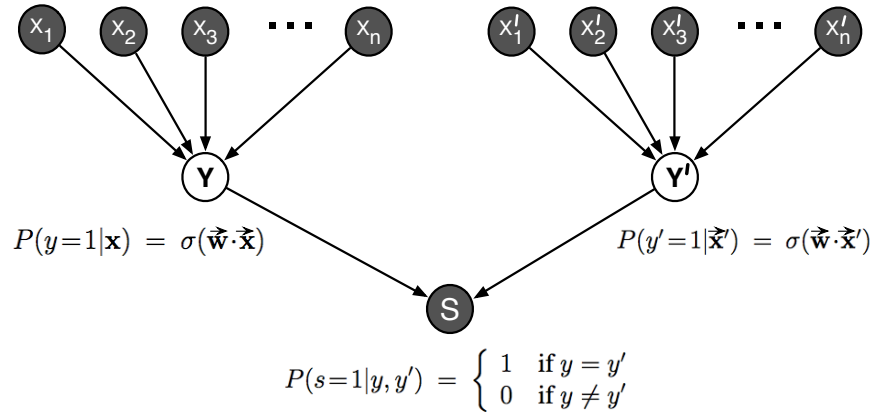 X₁ X₂ X₃ ⋯ Xₙ X′₁ X′₂ X′₃ ⋯ X′ₙ
Y Y′
P(y=1|x) = σ(w⃗·x⃗) P(y′=1|x⃗′) = σ(w⃗·x⃗′)
S
P(s=1|y, y′) = { 1 if y = y′
0 if y ≠ y′